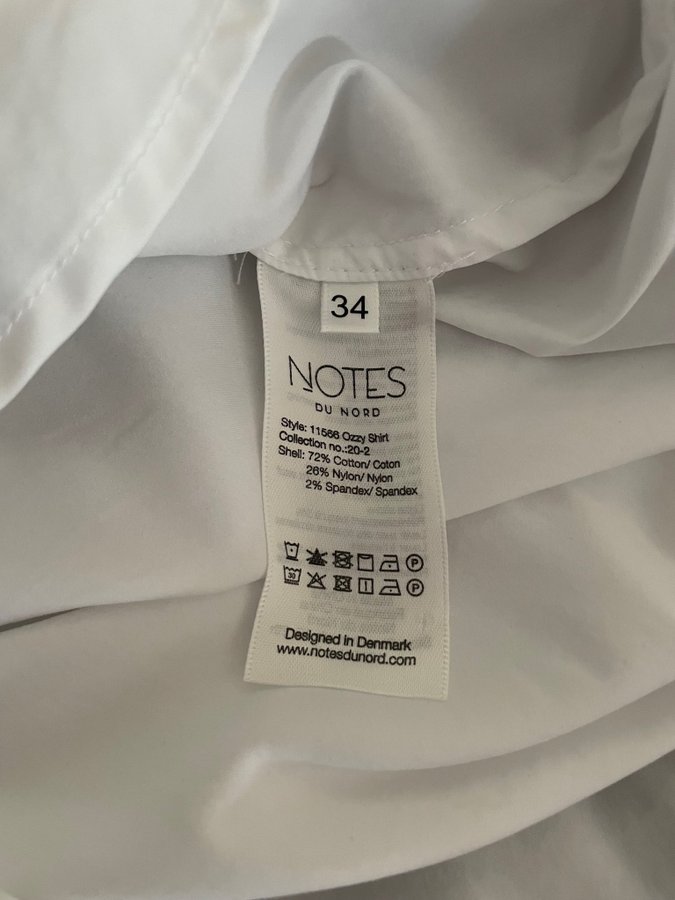 34
NOTES
DU NORD
Style: 11566 Ozzy Shirt
Collection no.:20-2
Shell: 72% Cotton/ Coton
26% Nylon/ Nylon
2% Spandex/ Spandex
P
30 P
Designed in Denmark
www.notesdunord.com